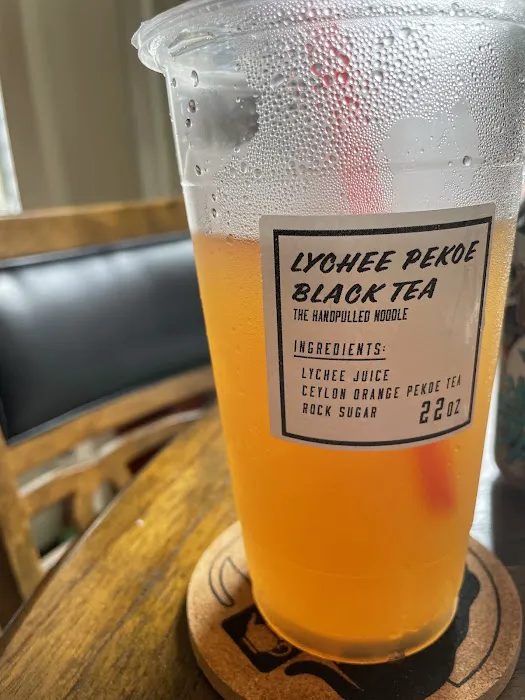 LYCHEE PEKOE
BLACK TEA
THE HANDPULLED NOODLE
INGREDIENTS:
LYCHEE JUICE
CEYLON ORANGE PEKOE TEA
ROCK SUGAR
22OZ